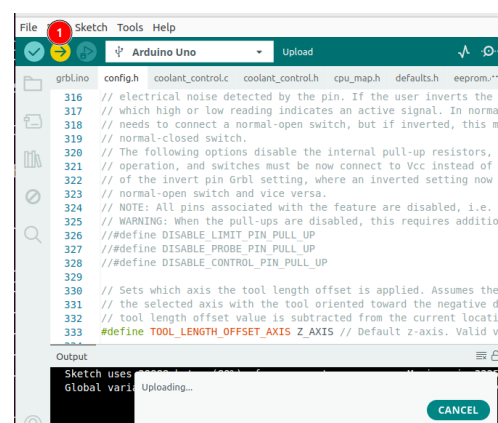 File Sketch Tools Help
1
Arduino Uno Upload
grbl.ino config.h coolant_control.c coolant_control.h cpu_map.h defaults.h
316 // electrical noise detected by the pin. If the user inverts the
317 // which high or low reading indicates an active signal. In norma
318 // needs to connect a normal-open switch, but if inverted, this m
319 // normal-closed switch.
320 // The following options disable the internal pull-up resistors,
321 // operation, and switches must be now connect to Vcc instead of
322 // of the invert pin Grbl setting, where an inverted setting now
323 // normal-open switch and vice versa.
324 // NOTE: All pins associated with the feature are disabled, i.e.
325 // WARNING: When the pull-ups are disabled, this requires additio
326 //#define DISABLE_LIMIT_PIN_PULL_UP
327 //#define DISABLE_PROBE_PIN_PULL_UP
328 //#define DISABLE_CONTROL_PIN_PULL_UP
329
330 // Sets which axis the tool length offset is applied. Assumes the
331 // the selected axis with the tool oriented toward the negative d
332 // tool length offset value is subtracted from the current locati
333 #define TOOL_LENGTH_OFFSET_AXIS Z_AXIS // Default z-axis. Valid v
Output
Sketch uses
Global varia
Uploading...
CANCEL